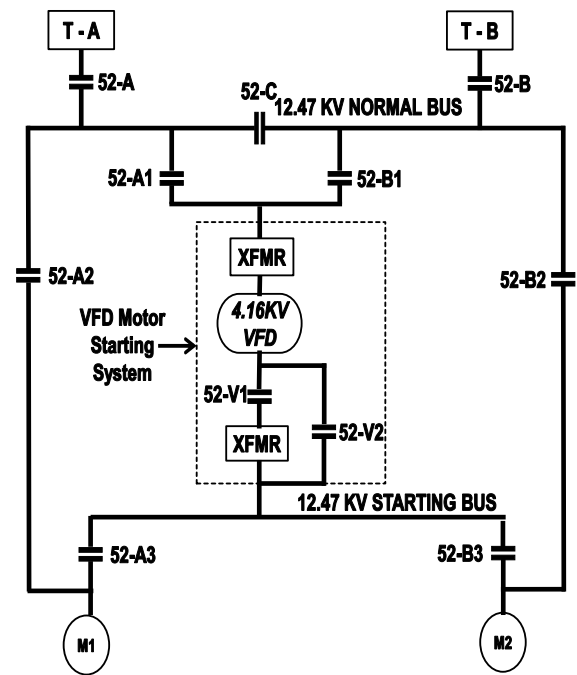 T - A
T - B
52-A
52-C
52-B
12.47 KV NORMAL BUS
52-A1
52-B1
XFMR
52-A2
52-B2
4.16KV
VFD
VFD Motor
Starting
System
52-V1
XFMR
52-V2
12.47 KV STARTING BUS
52-A3
52-B3
M1
M2